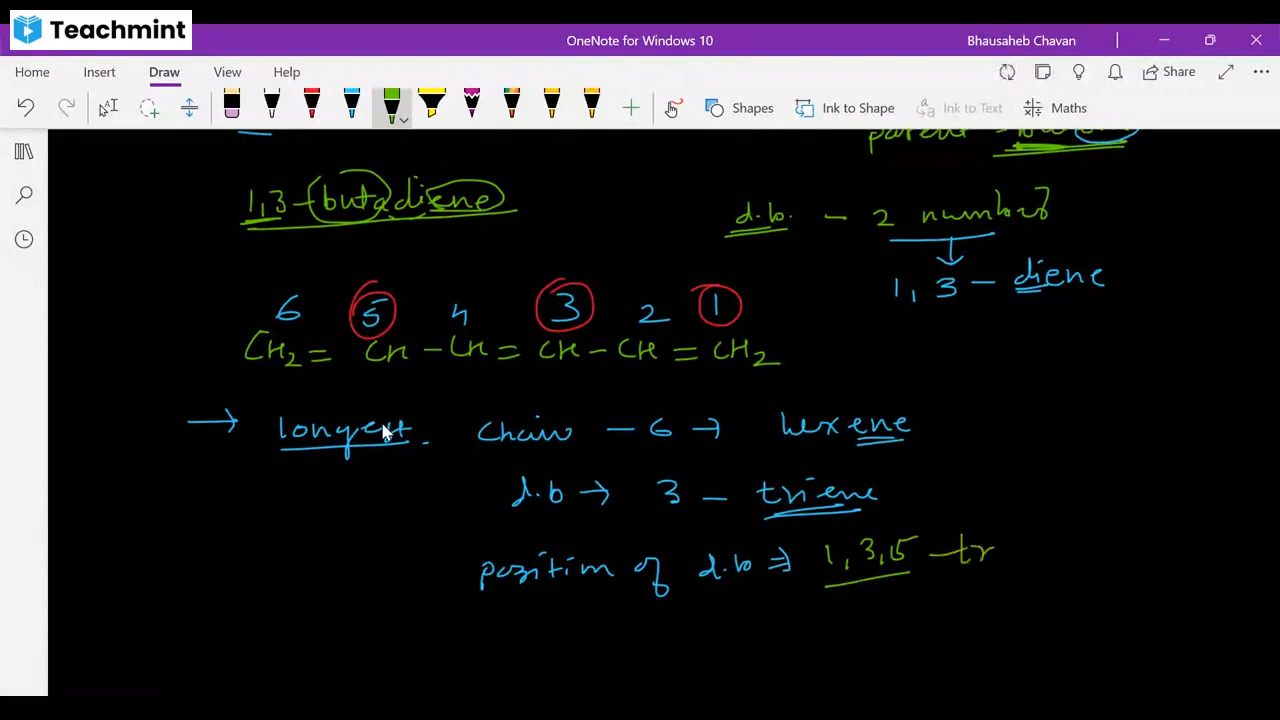 Teachmint
OneNote for Windows 10
Bhausaheb Chavan
Home Insert Draw View Help
Share
Shapes Ink to Shape Ink to Text Maths
parent -
1,3-butadiene
d.b. - 2 numbers
1, 3 - diene
6 5 4 3 2 1
CH2 = CH - CH = CH - CH = CH2
→ longest. chain - 6 → hexene
d.b → 3 - triene
position of d.b ⇒ 1,3,5 - tr